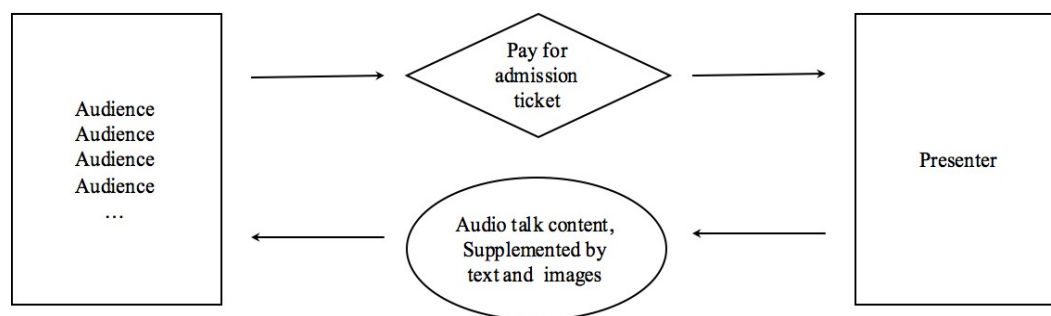 Audience
Audience
Audience
Audience
…
Pay for
admission
ticket
Presenter
Audio talk content,
Supplemented by
text and images